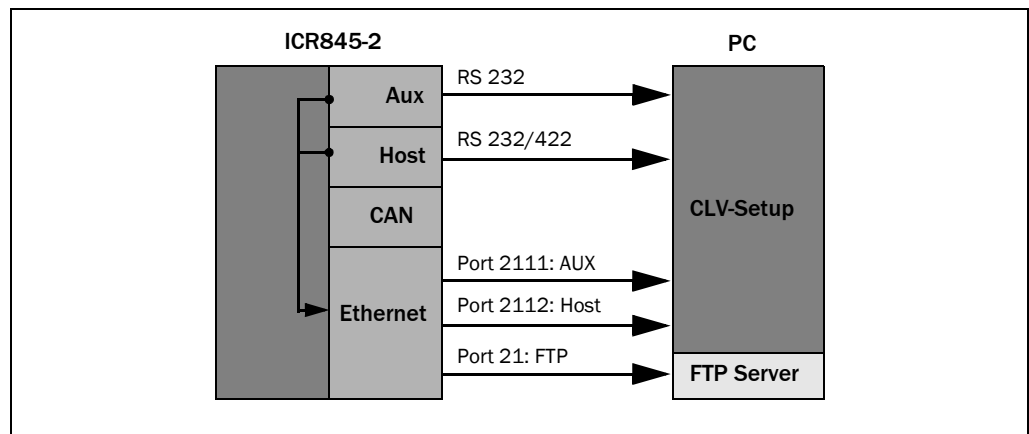 ICR845-2
PC
Aux
RS 232
Host
RS 232/422
CAN
CLV-Setup
Port 2111: AUX
Ethernet
Port 2112: Host
Port 21: FTP
FTP Server